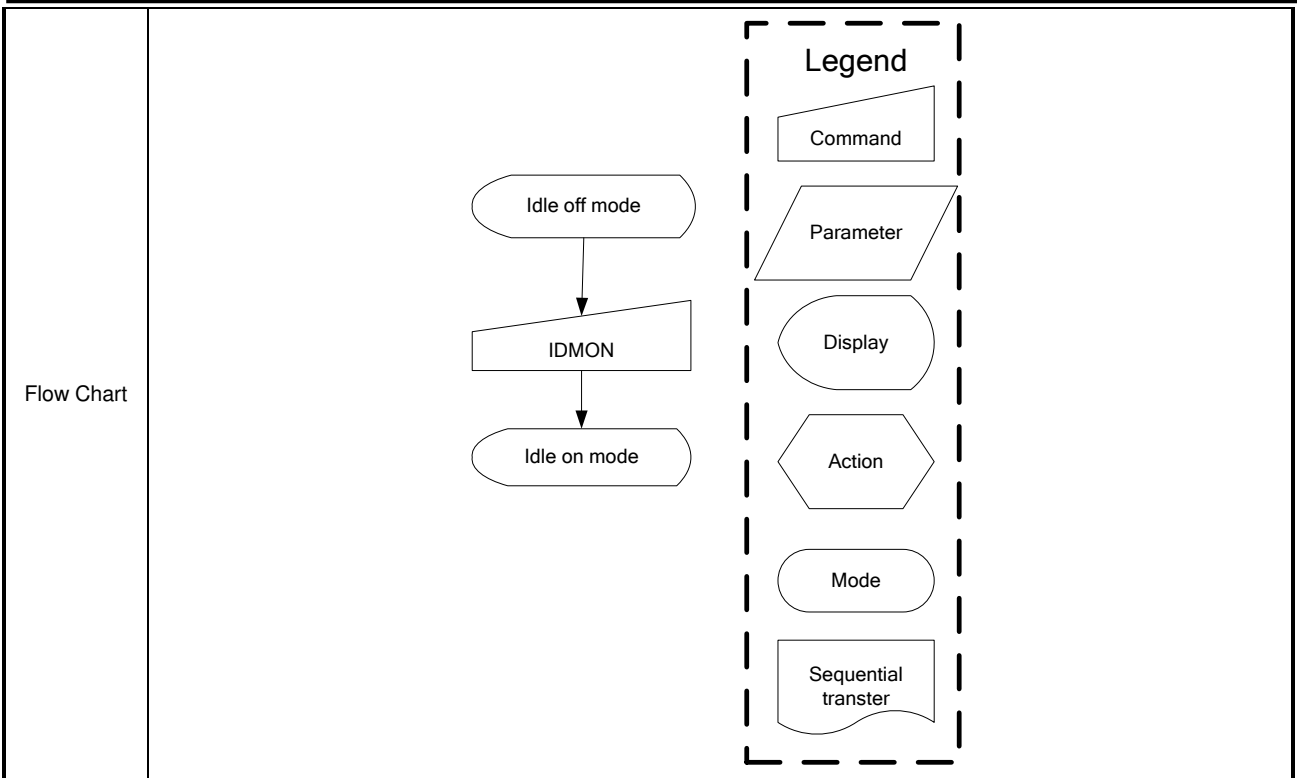 Flow Chart
Idle off mode
IDMON
Idle on mode
Legend
Command
Parameter
Display
Action
Mode
Sequential
transter